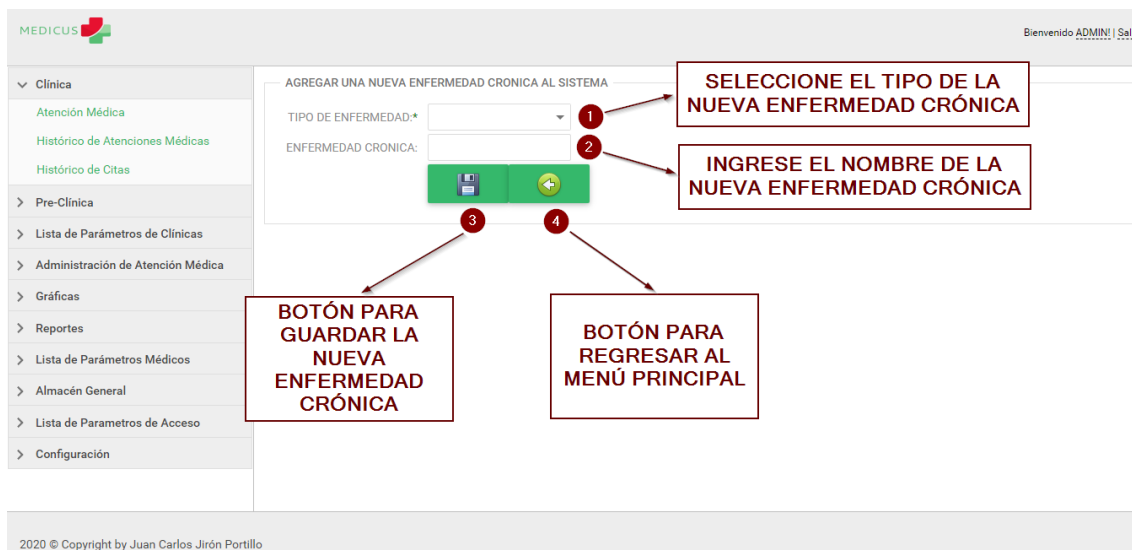 MEDICUS
Bienvenido ADMIN! | Sal
Clínica
Atención Médica
Histórico de Atenciones Médicas
Histórico de Citas
Pre-Clínica
Lista de Parámetros de Clínicas
Administración de Atención Médica
Gráficas
Reportes
Lista de Parámetros Médicos
Almacén General
Lista de Parametros de Acceso
Configuración
AGREGAR UNA NUEVA ENFERMEDAD CRONICA AL SISTEMA
TIPO DE ENFERMEDAD:*
1
SELECCIONE EL TIPO DE LA
NUEVA ENFERMEDAD CRÓNICA
ENFERMEDAD CRONICA:
2
INGRESE EL NOMBRE DE LA
NUEVA ENFERMEDAD CRÓNICA
3
4
BOTÓN PARA
GUARDAR LA
NUEVA
ENFERMEDAD
CRÓNICA
BOTÓN PARA
REGRESAR AL
MENÚ PRINCIPAL
2020 © Copyright by Juan Carlos Jirón Portillo